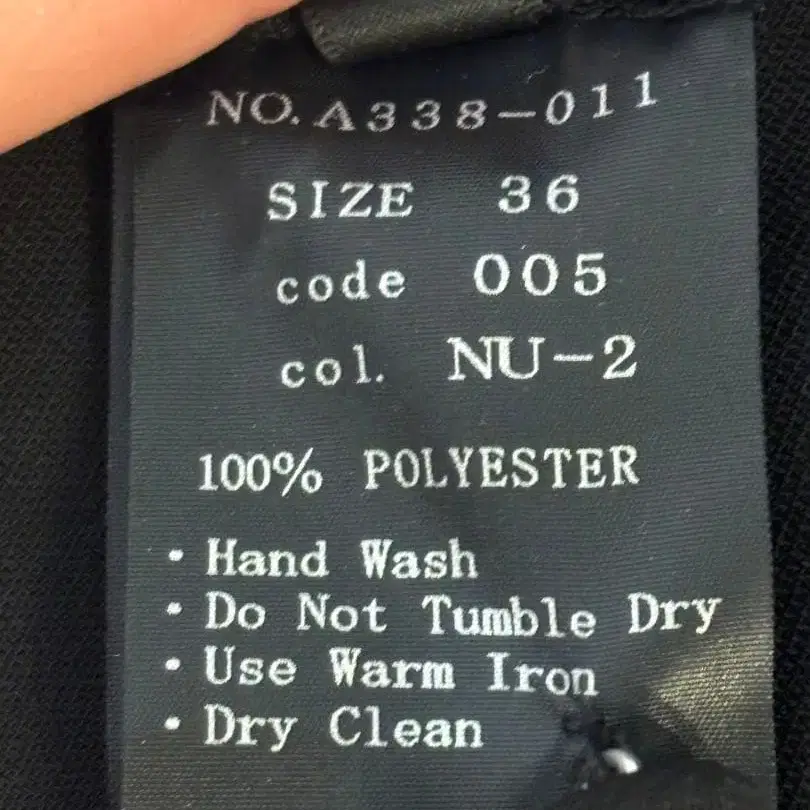 NO. A338-011
SIZE 36
code 005
col. NU-2
100% POLYESTER
・Hand Wash
・Do Not Tumble Dry
・Use Warm Iron
・Dry Clean